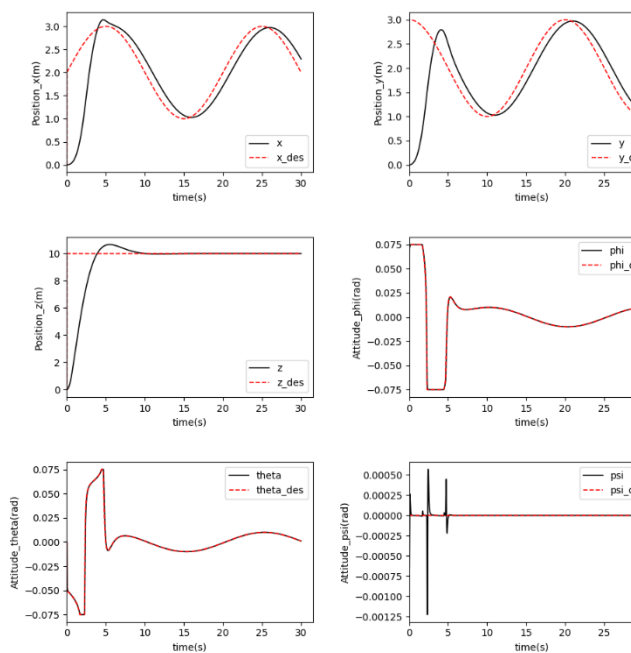 Position_x(m)
3.0
2.5
2.0
1.5
1.0
0.5
0.0
x
x_des
0 5 10 15 20 25 30
time(s)
Position_y(m)
3.0
2.5
2.0
1.5
1.0
0.5
0.0
y
y_d
0 5 10 15 20 25
time(s)
Position_z(m)
10
8
6
4
2
0
z
z_des
0 5 10 15 20 25 30
time(s)
Attitude_phi(rad)
0.075
0.050
0.025
0.000
−0.025
−0.050
−0.075
phi
phi_d
0 5 10 15 20 25
time(s)
Attitude_theta(rad)
0.075
0.050
0.025
0.000
−0.025
−0.050
−0.075
theta
theta_des
0 5 10 15 20 25 30
time(s)
Attitude_psi(rad)
0.00050
0.00025
0.00000
−0.00025
−0.00050
−0.00075
−0.00100
−0.00125
psi
psi_d
0 5 10 15 20 25
time(s)